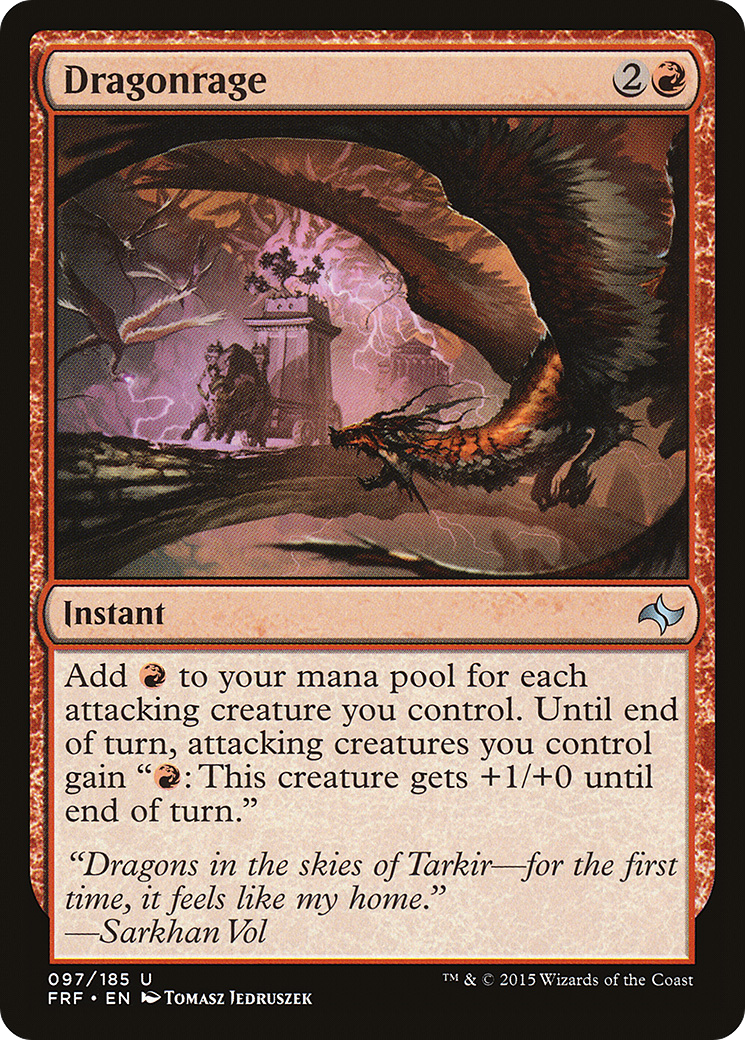 Dragonrage 2
Instant
Add to your mana pool for each
attacking creature you control. Until end
of turn, attacking creatures you control
gain “: This creature gets +1/+0 until
end of turn.”
“Dragons in the skies of Tarkir—for the first
time, it feels like my home.”
—Sarkhan Vol
097/185 U
FRF • EN Tomasz Jedruszek
™ & © 2015 Wizards of the Coast